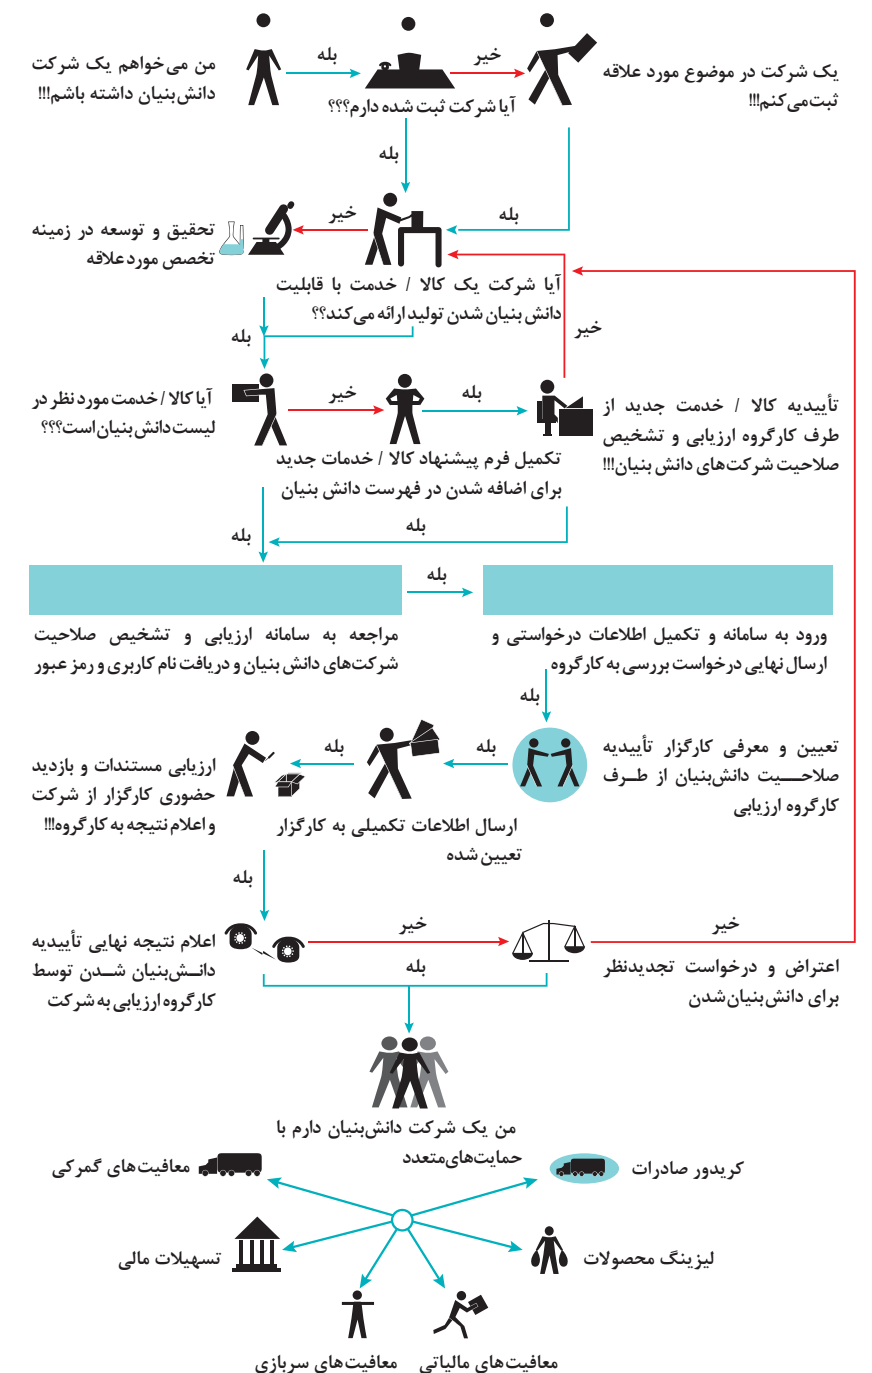 من می‌خواهم یک شرکت
دانش‌بنیان داشته باشم!!!
بله
آیا شرکت ثبت شده دارم؟؟؟
خیر
یک شرکت در موضوع مورد علاقه
ثبت‌می‌کنم!!!
بله
بله
آیا شرکت یک کالا / خدمت با قابلیت
دانش بنیان شدن تولید ارائه می‌کند؟؟
خیر
تحقیق و توسعه در زمینه
تخصص مورد علاقه
خیر
بله
آیا کالا / خدمت مورد نظر در
لیست دانش بنیان است؟؟؟
خیر
تکمیل فرم پیشنهاد کالا / خدمات جدید
برای اضافه شدن در فهرست دانش بنیان
بله
تأییدیه کالا / خدمت جدید از
طرف کارگروه ارزیابی و تشخیص
صلاحیت شرکت‌های دانش بنیان!!!
بله
بله
مراجعه به سامانه ارزیابی و تشخیص صلاحیت
شرکت‌های دانش بنیان و دریافت نام کاربری و رمز عبور
بله
ورود به سامانه و تکمیل اطلاعات درخواستی و
ارسال نهایی درخواست بررسی به کارگروه
بله
تعیین و معرفی کارگزار تأییدیه
صلاحـــیت دانش‌بنیان از طــرف
کارگروه ارزیابی
بله
ارسال اطلاعات تکمیلی به کارگزار
تعیین شده
بله
ارزیابی مستندات و بازدید
حضوری کارگزار از شرکت
و اعلام نتیجه به کارگروه!!!
بله
اعلام نتیجه نهایی تأییدیه
دانــش‌بنیان شــدن توسط
کارگروه ارزیابی به شرکت
خیر
اعتراض و درخواست تجدیدنظر
برای دانش‌بنیان‌شدن
خیر
بله
من یک شرکت دانش‌بنیان دارم با
حمایت‌های‌متعدد
کریدور صادرات
معافیت‌های گمرکی
لیزینگ محصولات
تسهیلات مالی
معافیت‌های مالیاتی
معافیت‌های سربازی